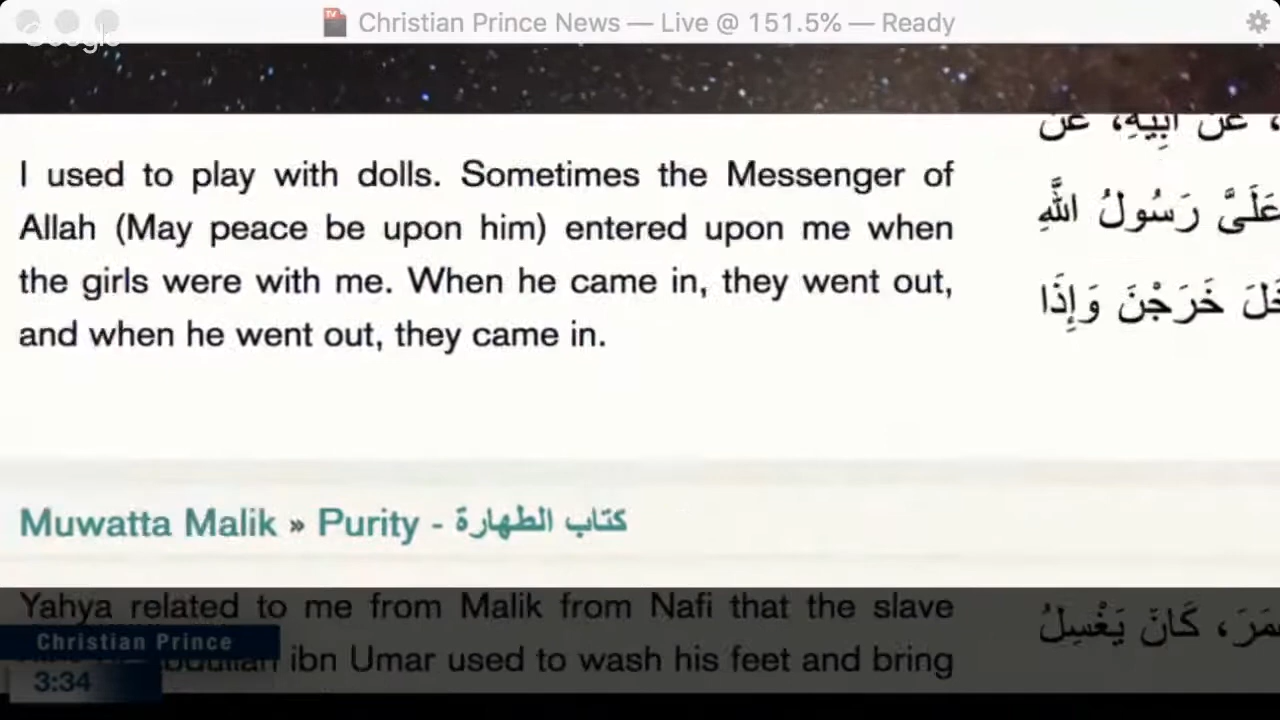 Christian Prince News — Live @ 151.5% — Ready
Google
I used to play with dolls. Sometimes the Messenger of
Allah (May peace be upon him) entered upon me when
the girls were with me. When he came in, they went out,
and when he went out, they came in.
، عَنْ أَبِيهِ، عَنْ
عَلَىَّ رَسُولُ اللَّهِ
خَرَجْنَ وَإِذَا
Muwatta Malik » Purity - كتاب الطهارة
Yahya related to me from Malik from Nafi that the slave
ibn Umar used to wash his feet and bring
كَانَ يَغْسِلُ
Christian Prince
3:34